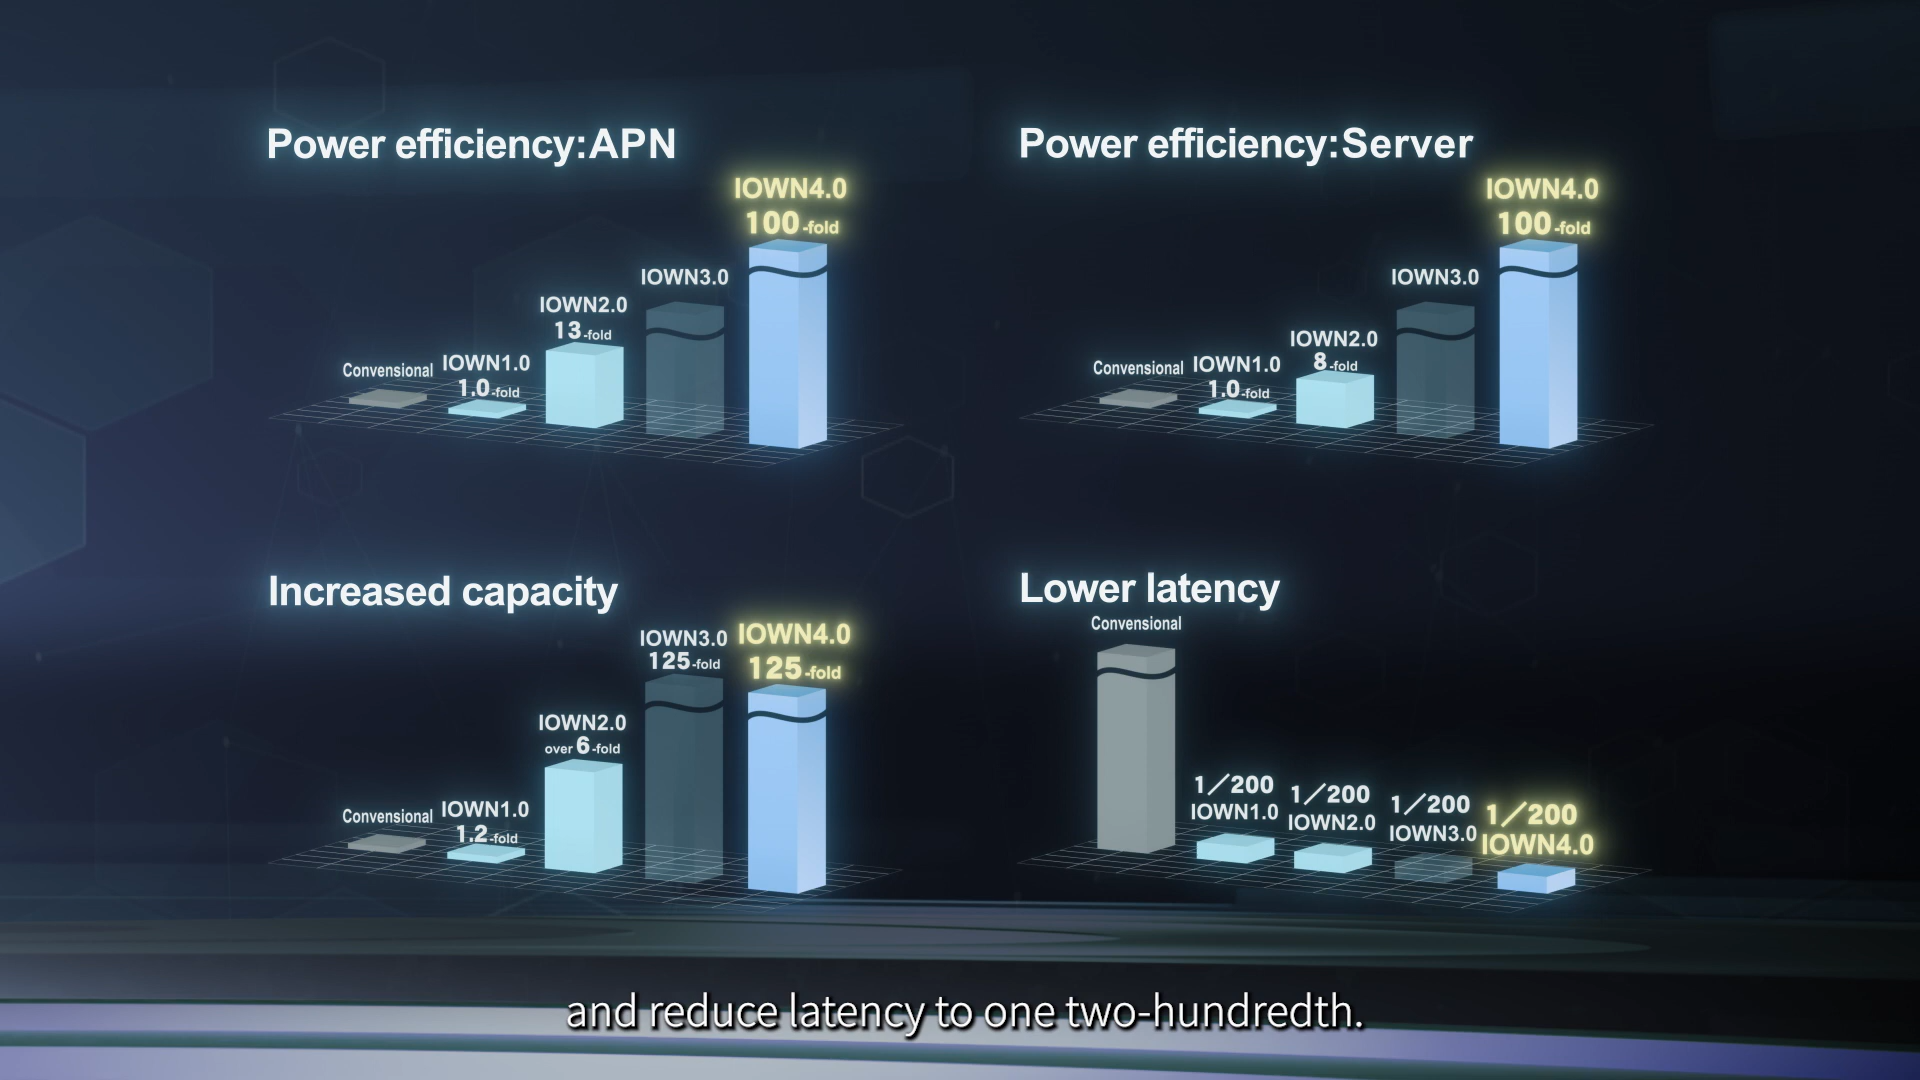 Power efficiency:APN
IOWN4.0
100-fold
IOWN3.0
IOWN2.0
13-fold
IOWN1.0
1.0-fold
Convensional
Power efficiency:Server
IOWN4.0
100-fold
IOWN3.0
IOWN2.0
8-fold
IOWN1.0
1.0-fold
Convensional
Increased capacity
IOWN4.0
125-fold
IOWN3.0
125-fold
IOWN2.0
over 6-fold
IOWN1.0
1.2-fold
Convensional
Lower latency
Convensional
1/200
IOWN1.0
1/200
IOWN2.0
1/200
IOWN3.0
1/200
IOWN4.0
and reduce latency to one two-hundredth.